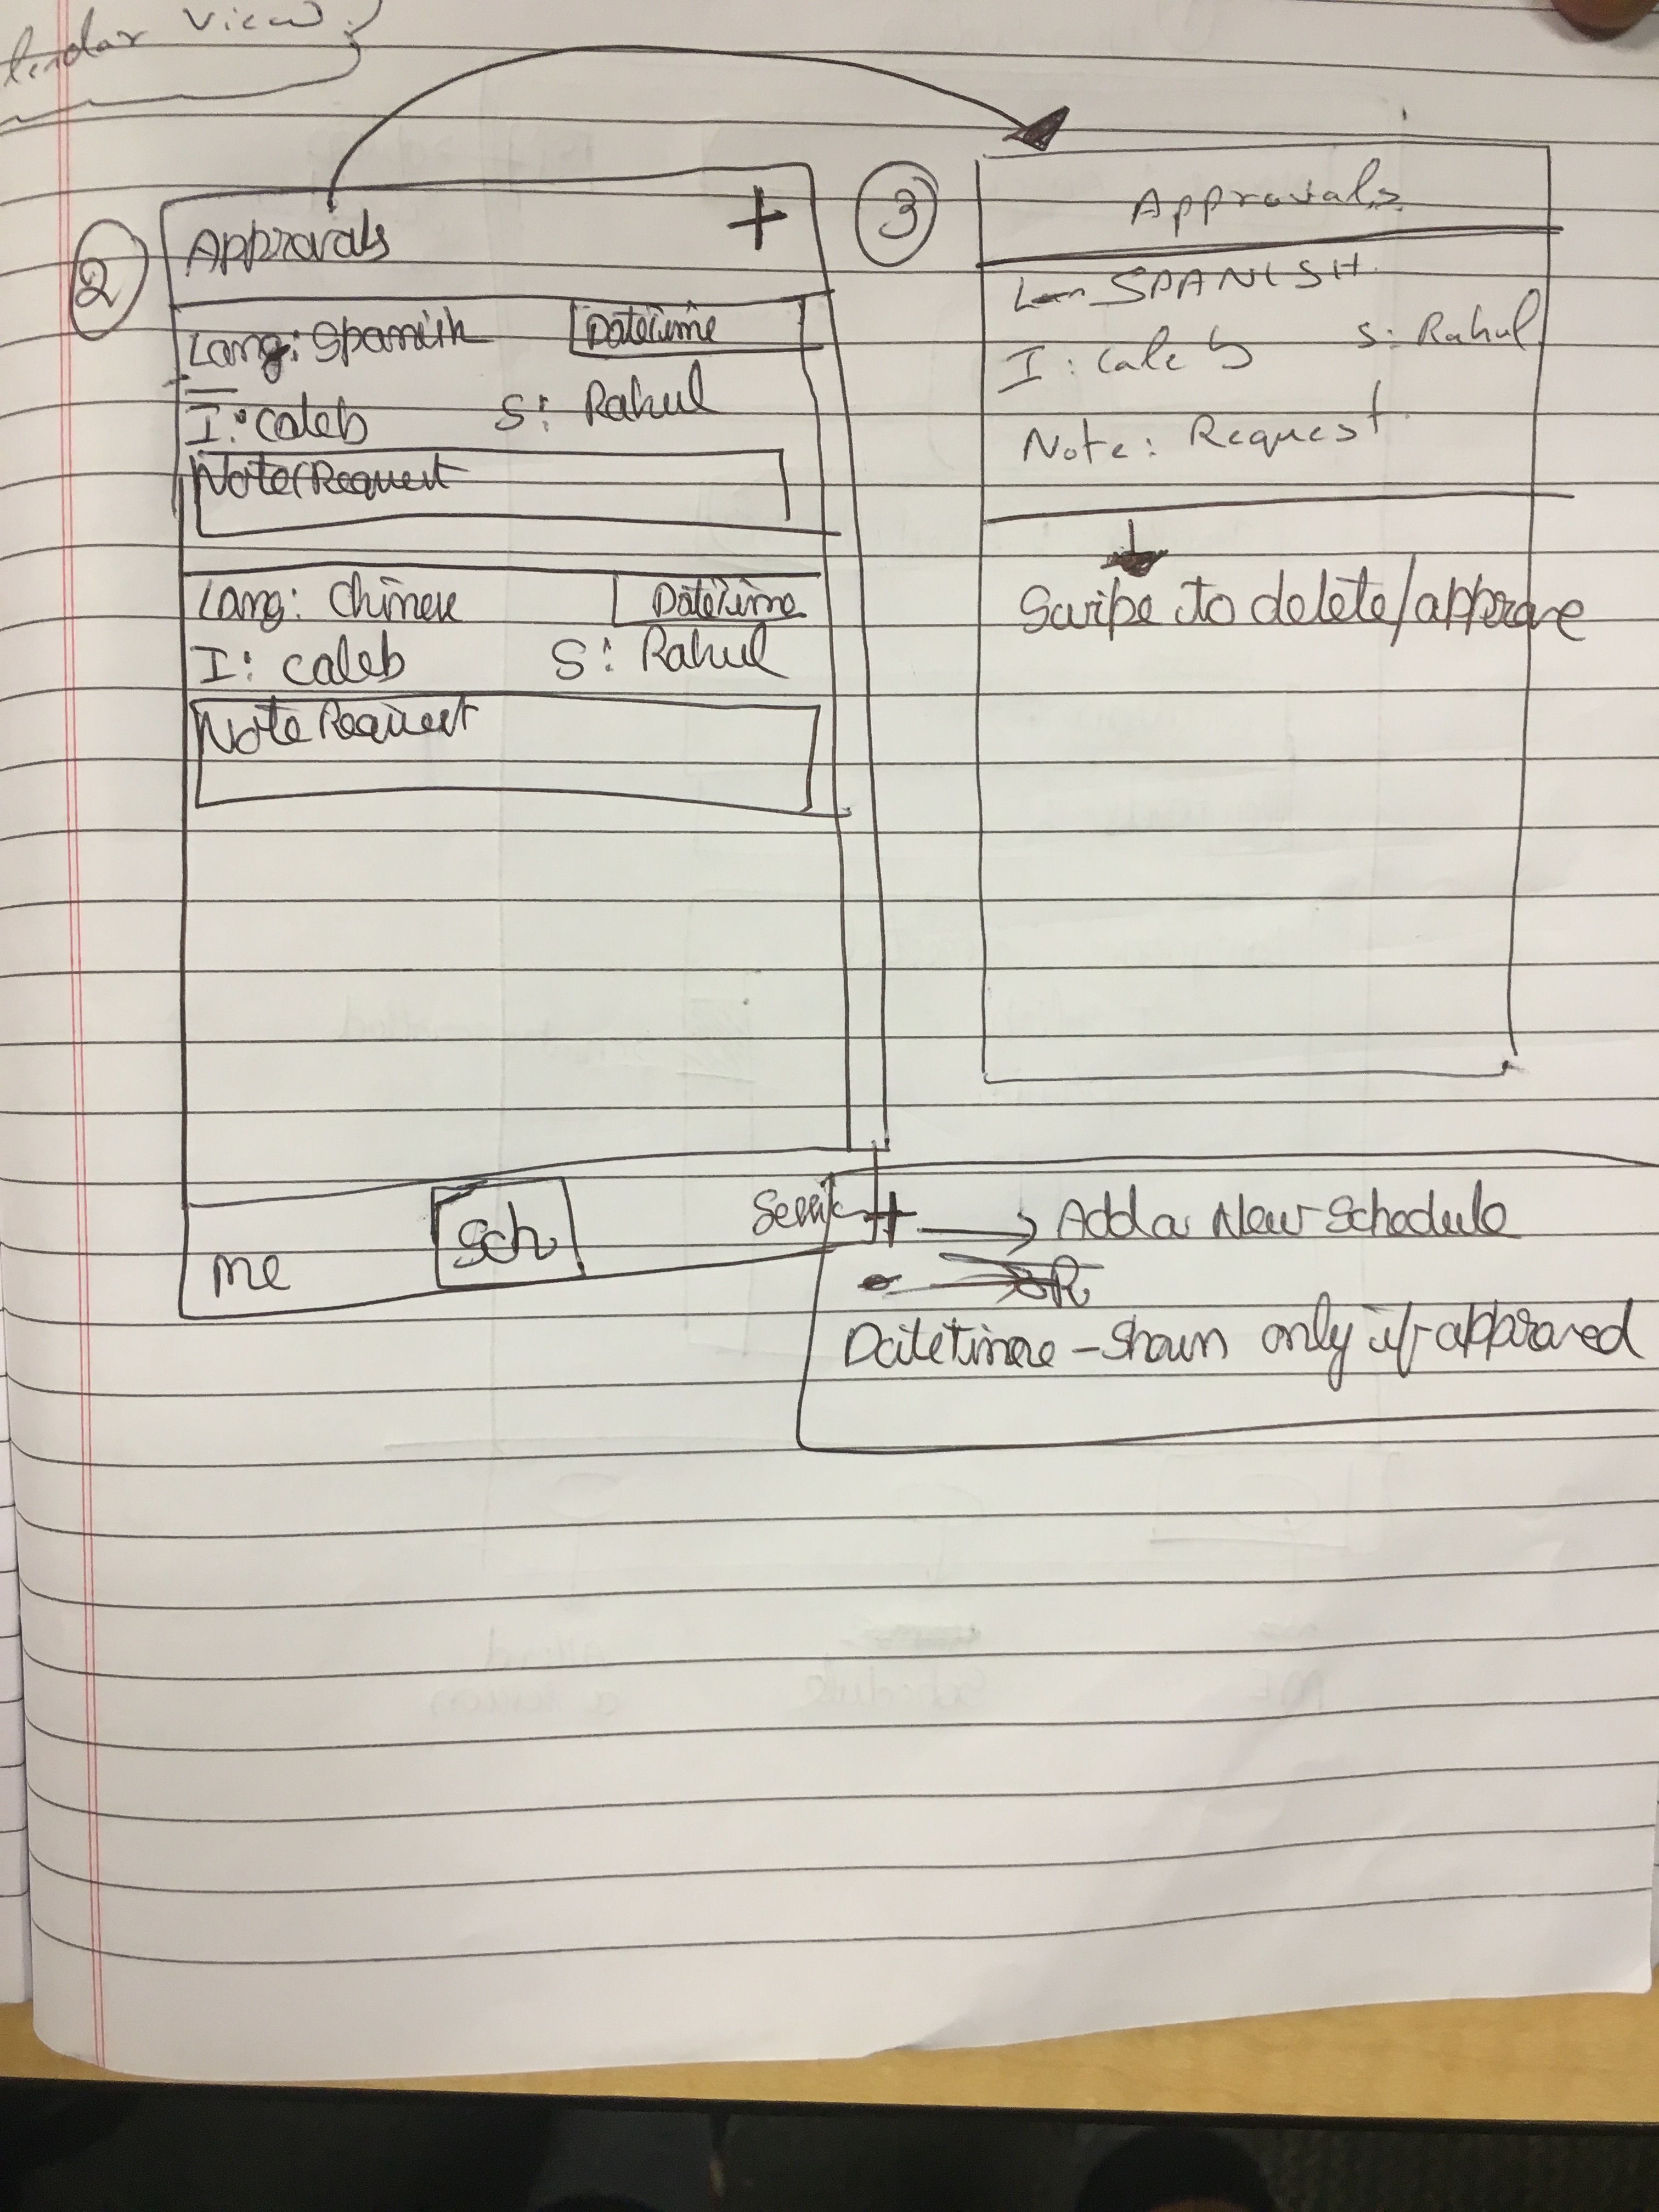 View
2
Approvals +
Lang: Spanish DateTime
I: Caleb S: Rahul
Note/Request
Lang: Chinese DateTime
I: Caleb S: Rahul
Note Request
me Sch
3
Approvals
SPANISH
I: Caleb S: Rahul
Note: Request
Swipe to delete/approve
+ → Add a New Schedule
Datetime - Shown only if approved